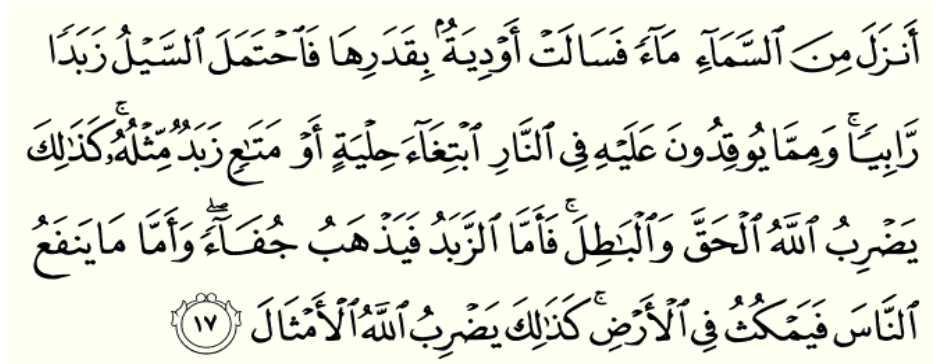 أَنزَلَ مِنَ ٱلسَّمَآءِ مَآءٗ فَسَالَتۡ أَوۡدِيَةُۢ بِقَدَرِهَا فَٱحۡتَمَلَ ٱلسَّيۡلُ زَبَدٗا
رَّابِيٗاۚ وَمِمَّا يُوقِدُونَ عَلَيۡهِ فِي ٱلنَّارِ ٱبۡتِغَآءَ حِلۡيَةٍ أَوۡ مَتَٰعٖ زَبَدٞ مِّثۡلُهُۥۚ كَذَٰلِكَ
يَضۡرِبُ ٱللَّهُ ٱلۡحَقَّ وَٱلۡبَٰطِلَۚ فَأَمَّا ٱلزَّبَدُ فَيَذۡهَبُ جُفَآءٗۖ وَأَمَّا مَا يَنفَعُ
ٱلنَّاسَ فَيَمۡكُثُ فِي ٱلۡأَرۡضِۚ كَذَٰلِكَ يَضۡرِبُ ٱللَّهُ ٱلۡأَمۡثَالَ ١٧